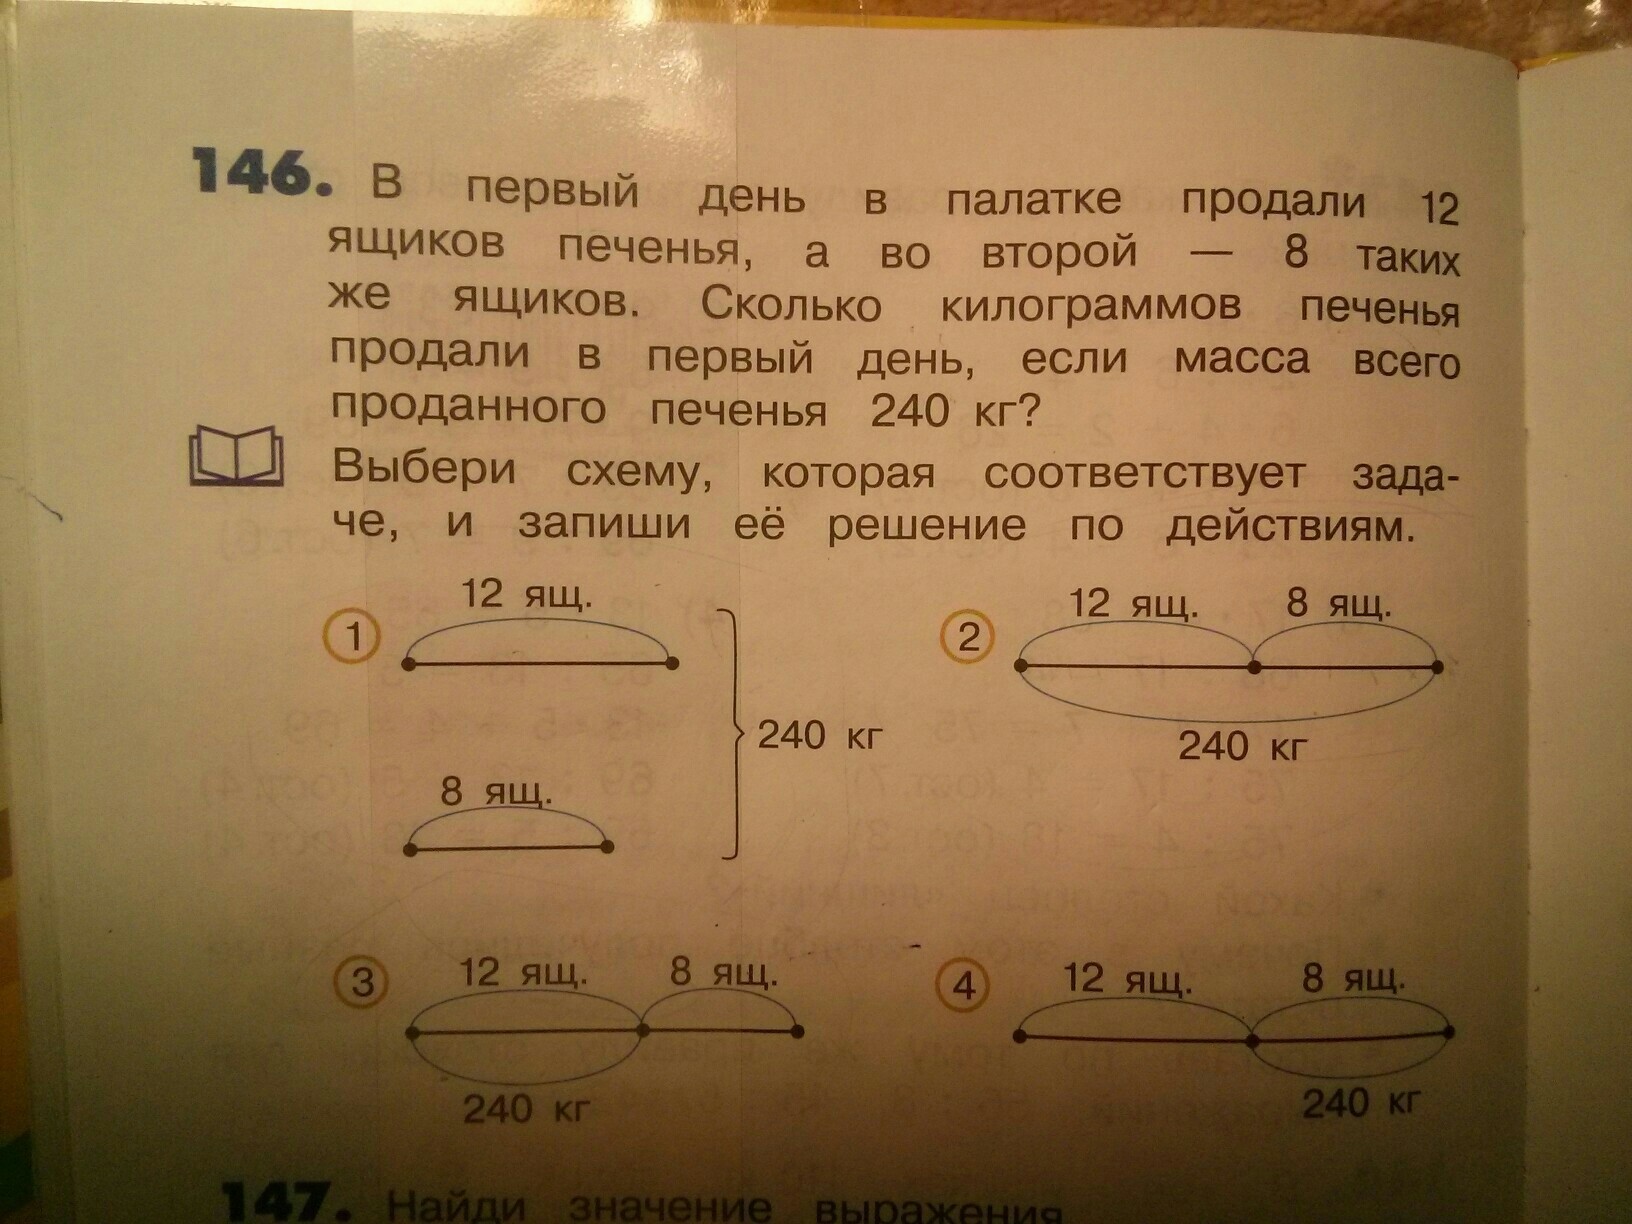 146. В первый день в палатке продали 12
ящиков печенья, а во второй — 8 таких
же ящиков. Сколько килограммов печенья
продали в первый день, если масса всего
проданного печенья 240 кг?
Выбери схему, которая соответствует зада-
че, и запиши её решение по действиям.
1
12 ящ.
8 ящ.
240 кг
2
12 ящ. 8 ящ.
240 кг
3
12 ящ. 8 ящ.
240 кг
4
12 ящ. 8 ящ.
240 кг
147. Найди значение выражения